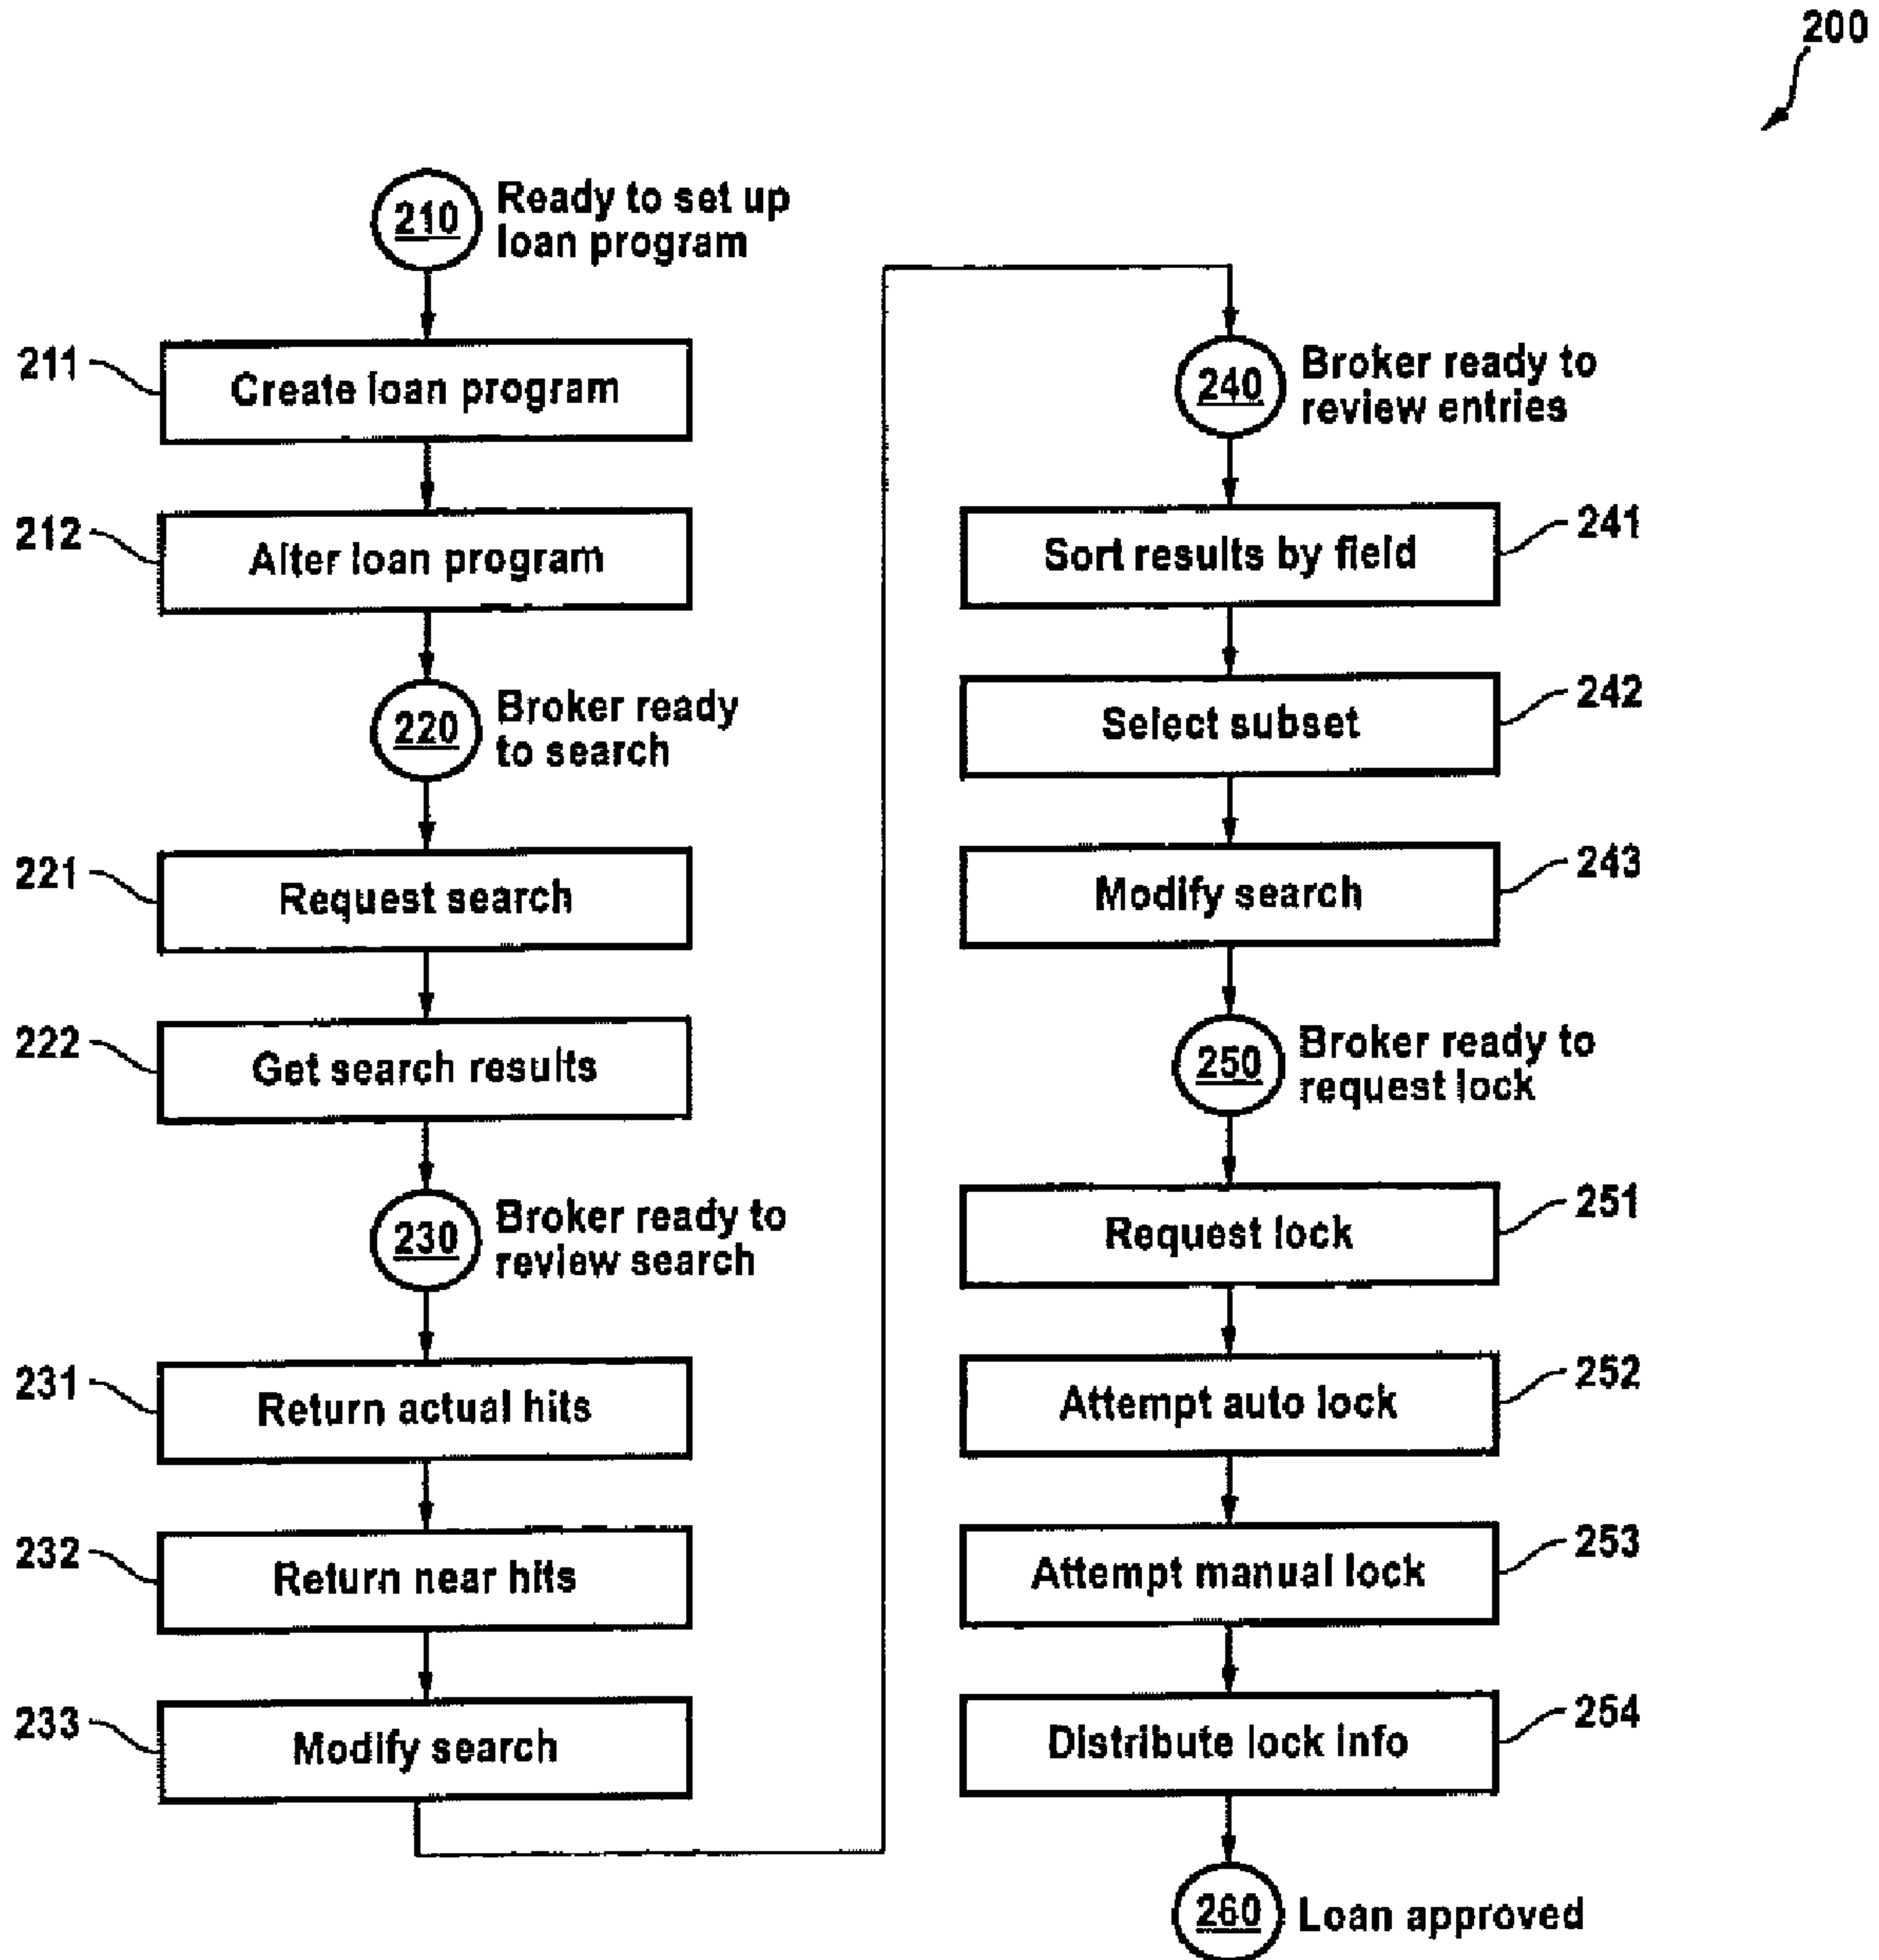 200
210 Ready to set up
loan program
211 Create loan program
212 Alter loan program
220 Broker ready
to search
221 Request search
222 Get search results
230 Broker ready to
review search
231 Return actual hits
232 Return near hits
233 Modify search
240 Broker ready to
review entries
Sort results by field 241
Select subset 242
Modify search 243
250 Broker ready to
request lock
Request lock 251
Attempt auto lock 252
Attempt manual lock 253
Distribute lock info 254
260 Loan approved